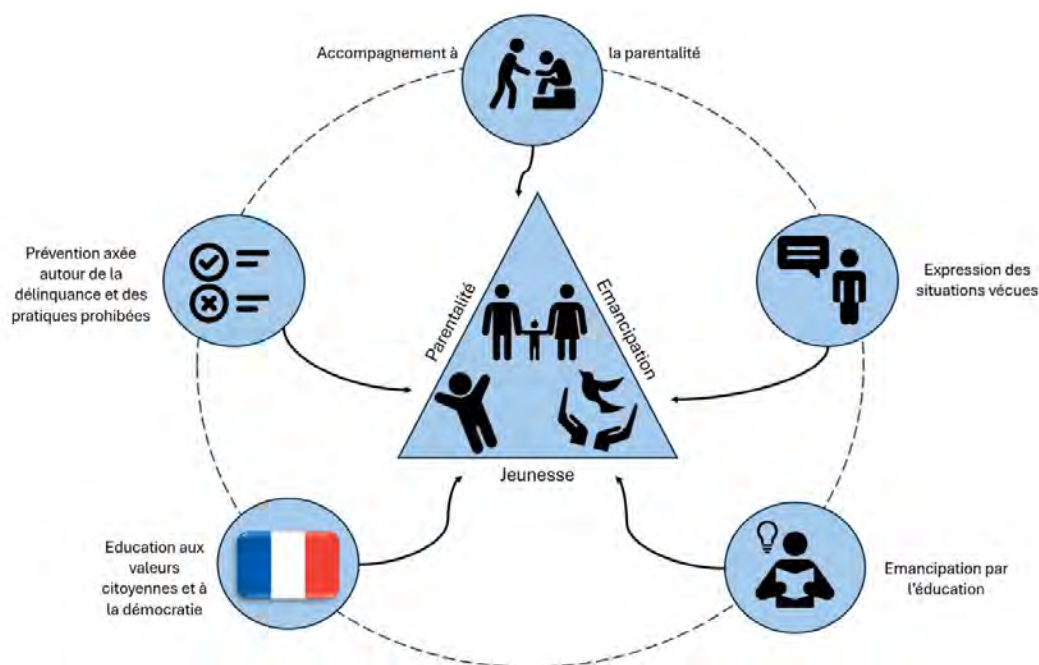 Accompagnement à la parentalité
Prévention axée
autour de la
délinquance et des
pratiques prohibées
Expression des
situations vécues
Parentalité
Emancipation
Jeunesse
Education aux
valeurs
citoyennes et à
la démocratie
Emancipation par
l'éducation